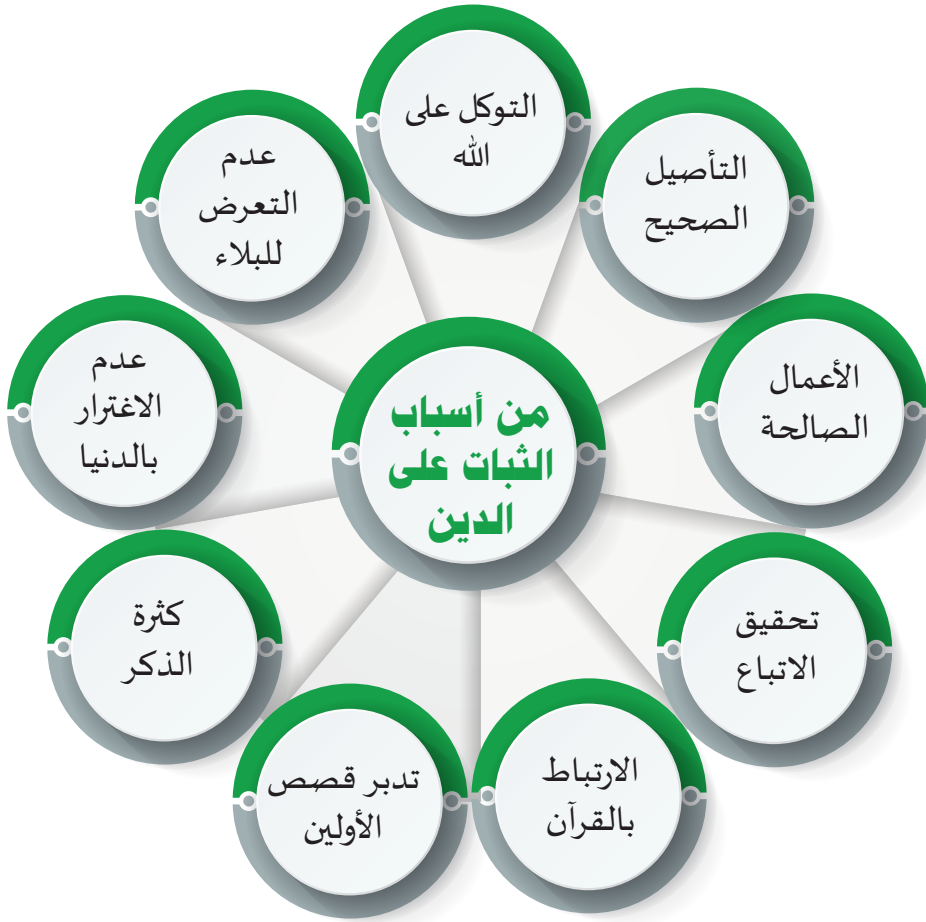 من أسباب
الثبات على
الدين
التوكل على
الله
التأصيل
الصحيح
الأعمال
الصالحة
تحقيق
الاتباع
الارتباط
بالقرآن
تدبر قصص
الأولين
كثرة
الذكر
عدم
الاغترار
بالدنيا
عدم
التعرض
للبلاء